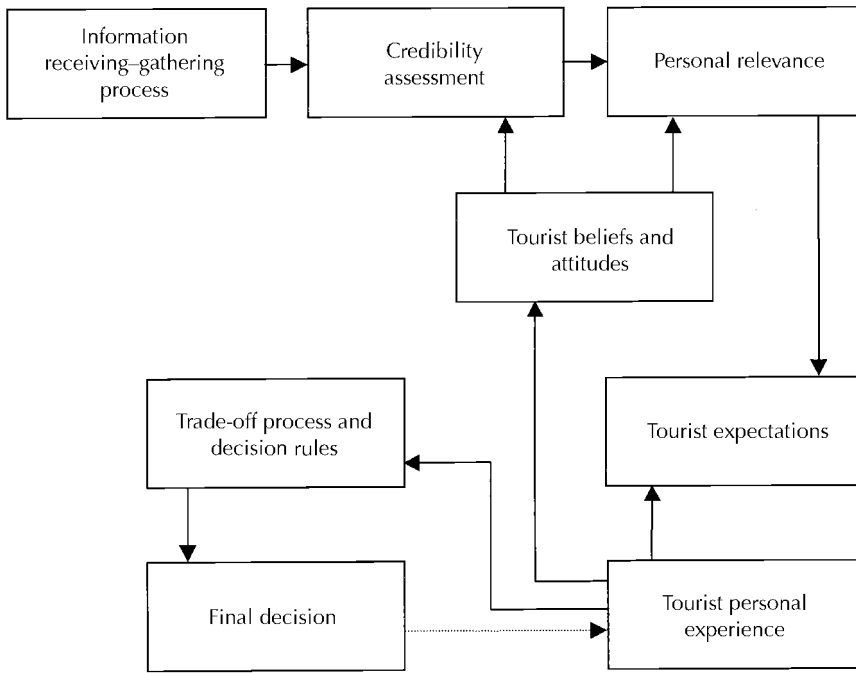 Information
receiving–gathering
process
Credibility
assessment
Personal relevance
Tourist beliefs and
attitudes
Trade-off process and
decision rules
Tourist expectations
Final decision
Tourist personal
experience